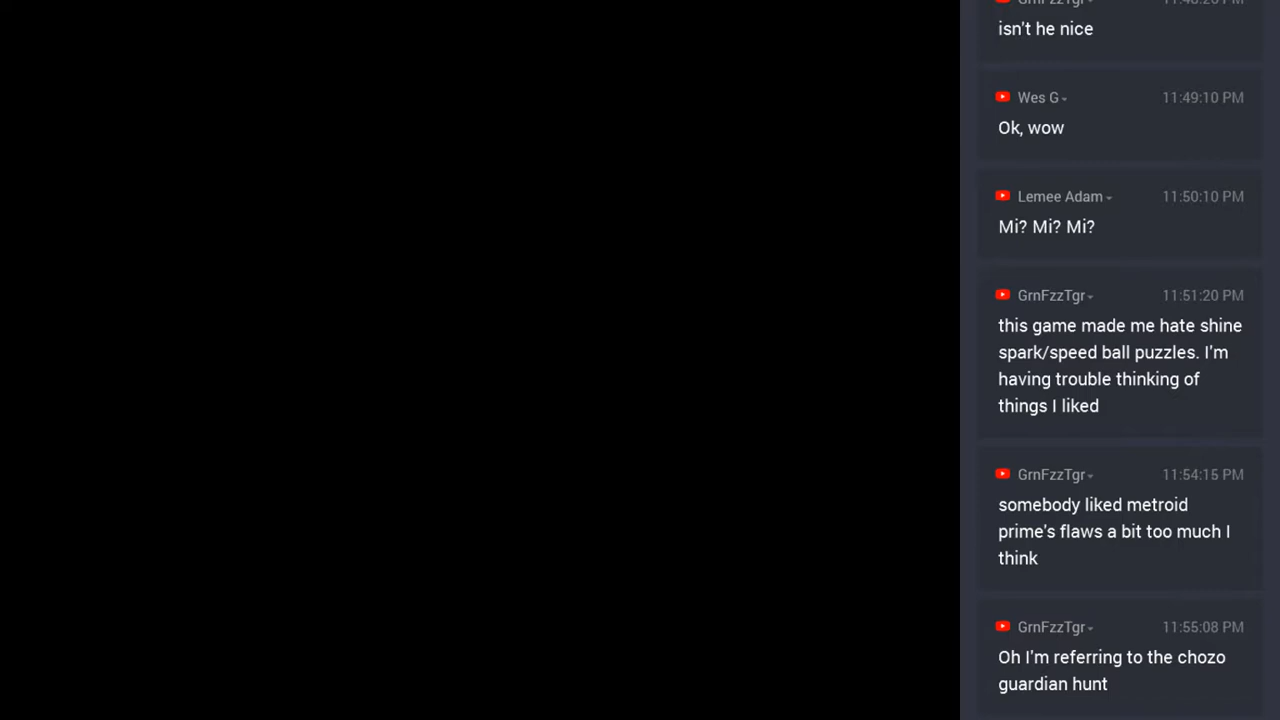 isn't he nice
Wes G 11:49:10 PM
Ok, wow
Lemee Adam 11:50:10 PM
Mi? Mi? Mi?
GrnFzzTgr 11:51:20 PM
this game made me hate shine
spark/speed ball puzzles. I'm
having trouble thinking of
things I liked
GrnFzzTgr 11:54:15 PM
somebody liked metroid
prime's flaws a bit too much I
think
GrnFzzTgr 11:55:08 PM
Oh I'm referring to the chozo
guardian hunt